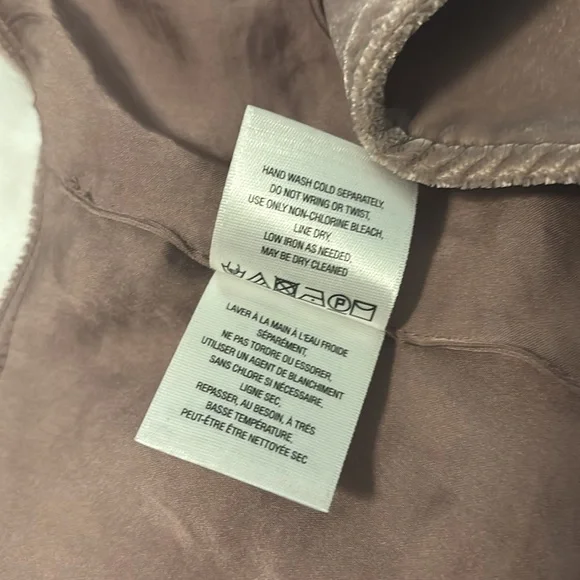 HAND WASH COLD SEPARATELY,
DO NOT WRING OR TWIST,
USE ONLY NON-CHLORINE BLEACH,
LINE DRY,
LOW IRON AS NEEDED,
MAY BE DRY CLEANED
P
LAVER À LA MAIN À L'EAU FROIDE
SÉPARÉMENT,
NE PAS TORDRE OU ESSORER,
UTILISER UN AGENT DE BLANCHIMENT
SANS CHLORE SI NÉCESSAIRE,
LIGNE SEC,
REPASSER, AU BESOIN, À TRÈS
BASSE TEMPÉRATURE.
PEUT-ÊTRE ÊTRE NETTOYÉE SEC